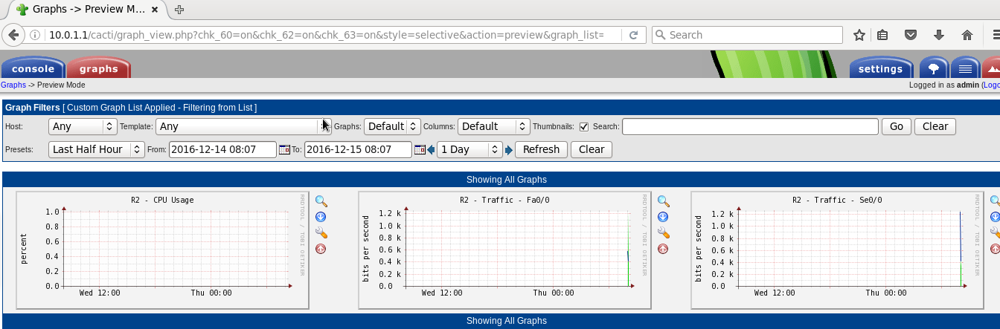 Graphs -> Preview M...
10.0.1.1/cacti/graph_view.php?chk_60=on&chk_62=on&chk_63=on&style=selective&action=preview&graph_list=
Search
console graphs settings
Graphs -> Preview Mode Logged in as admin (Logo
Graph Filters [ Custom Graph List Applied - Filtering from List ]
Host: Any Template: Any Graphs: Default Columns: Default Thumbnails: Search: Go Clear
Presets: Last Half Hour From: 2016-12-14 08:07 To: 2016-12-15 08:07 1 Day Refresh Clear
Showing All Graphs
R2 - CPU Usage
percent
1.0
0.8
0.6
0.4
0.2
0.0
Wed 12:00 Thu 00:00
RRDTOOL / TOBI OETIKER
R2 - Traffic - Fa0/0
bits per second
1.2 k
1.0 k
0.8 k
0.6 k
0.4 k
0.2 k
0.0
Wed 12:00 Thu 00:00
RRDTOOL / TOBI OETIKER
R2 - Traffic - Se0/0
bits per second
1.2 k
1.0 k
0.8 k
0.6 k
0.4 k
0.2 k
0.0
Wed 12:00 Thu 00:00
RRDTOOL / TOBI OETIKER
Showing All Graphs